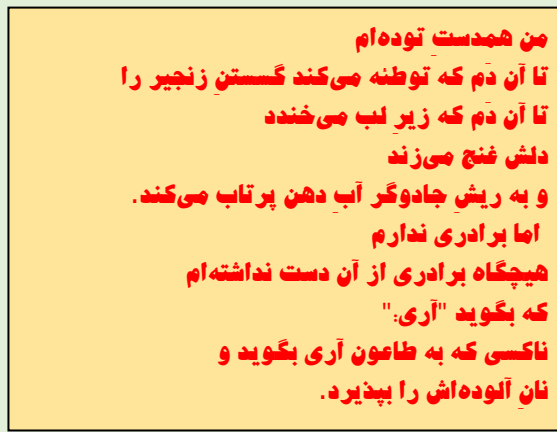 من همدستِ توده‌ام
تا آن دَم که توطئه می‌کند گسستنِ زنجیر را
تا آن دَم که زیرِ لب می‌خندد
دلش غنج می‌زند
و به ریشِ جادوگر آبِ دهن پرتاب می‌کند.
اما برادری ندارم
هیچگاه برادری از آن دست نداشته‌ام
که بگوید "آری:"
ناکسی که به طاعون آری بگوید و
نانِ آلوده‌اش را بپذیرد.